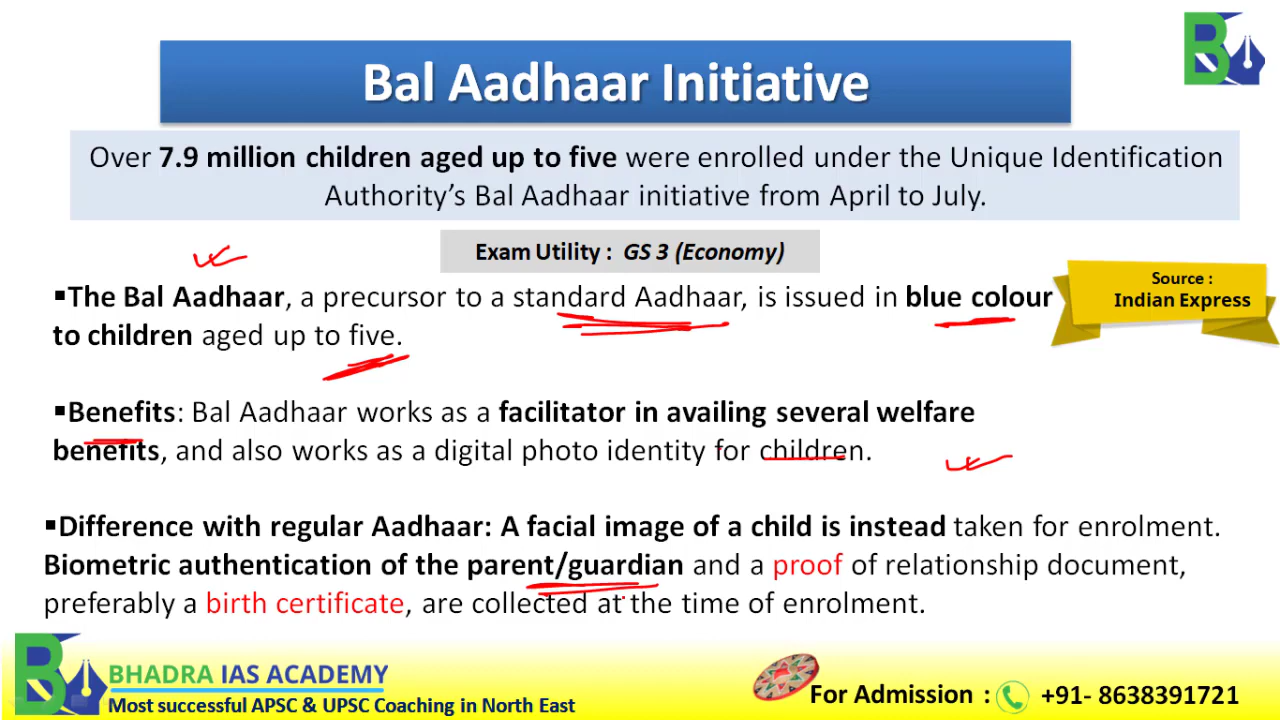 Bal Aadhaar Initiative
Over 7.9 million children aged up to five were enrolled under the Unique Identification
Authority's Bal Aadhaar initiative from April to July.
Exam Utility : GS 3 (Economy)
Source :
Indian Express
▪The Bal Aadhaar, a precursor to a standard Aadhaar, is issued in blue colour
to children aged up to five.
▪Benefits: Bal Aadhaar works as a facilitator in availing several welfare
benefits, and also works as a digital photo identity for children.
▪Difference with regular Aadhaar: A facial image of a child is instead taken for enrolment.
Biometric authentication of the parent/guardian and a proof of relationship document,
preferably a birth certificate, are collected at the time of enrolment.
BHADRA IAS ACADEMY
Most successful APSC & UPSC Coaching in North East
For Admission : +91- 8638391721